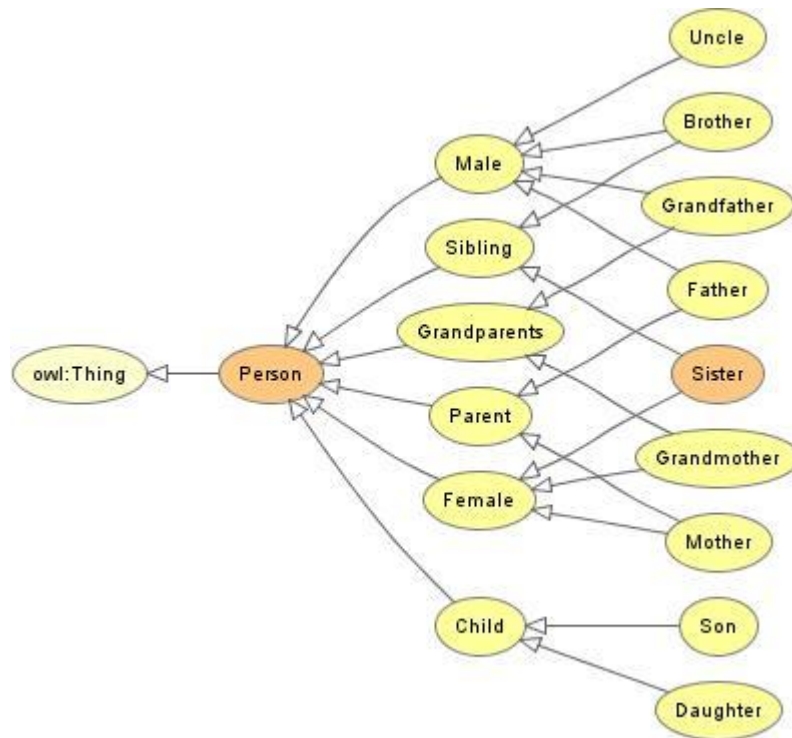 Uncle
Brother
Male
Grandfather
Sibling
Father
Grandparents
owl:Thing
Person
Sister
Parent
Grandmother
Female
Mother
Child
Son
Daughter